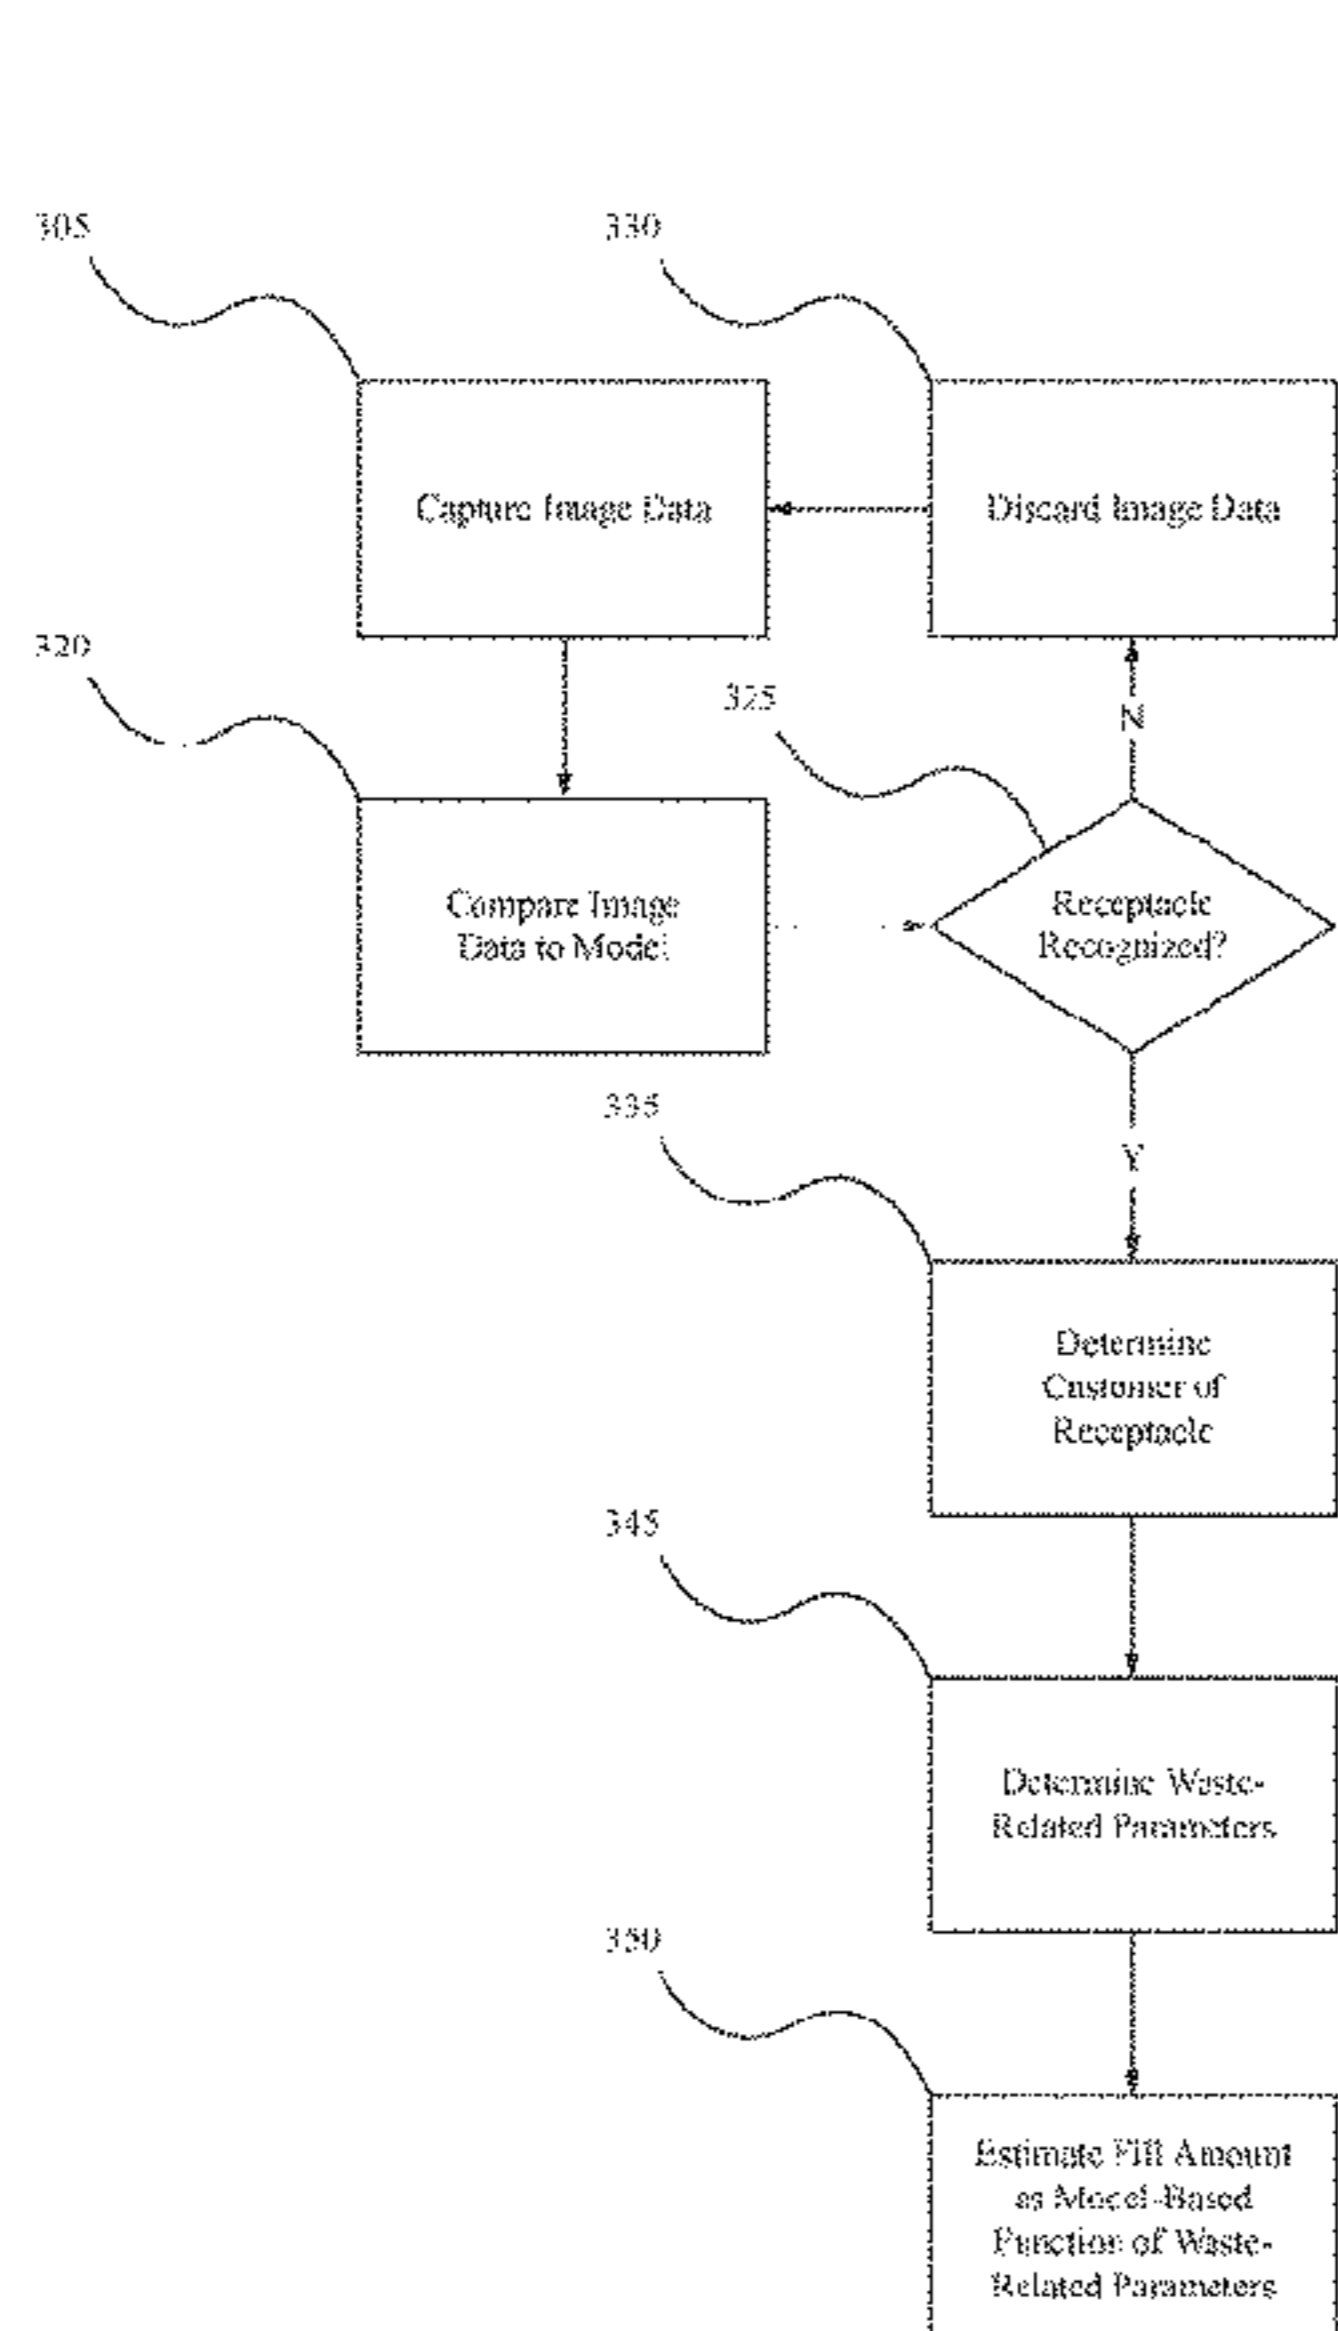 305
330
Capture Image Data
Discard Image Data
320
325
N
Compare Image
Data to Model
Receptacle
Recognized?
335
Y
Determine
Customer of
Receptacle
345
Determine Waste-
Related Parameters
350
Estimate Fill Amount
as Model-Based
Function of Waste-
Related Parameters